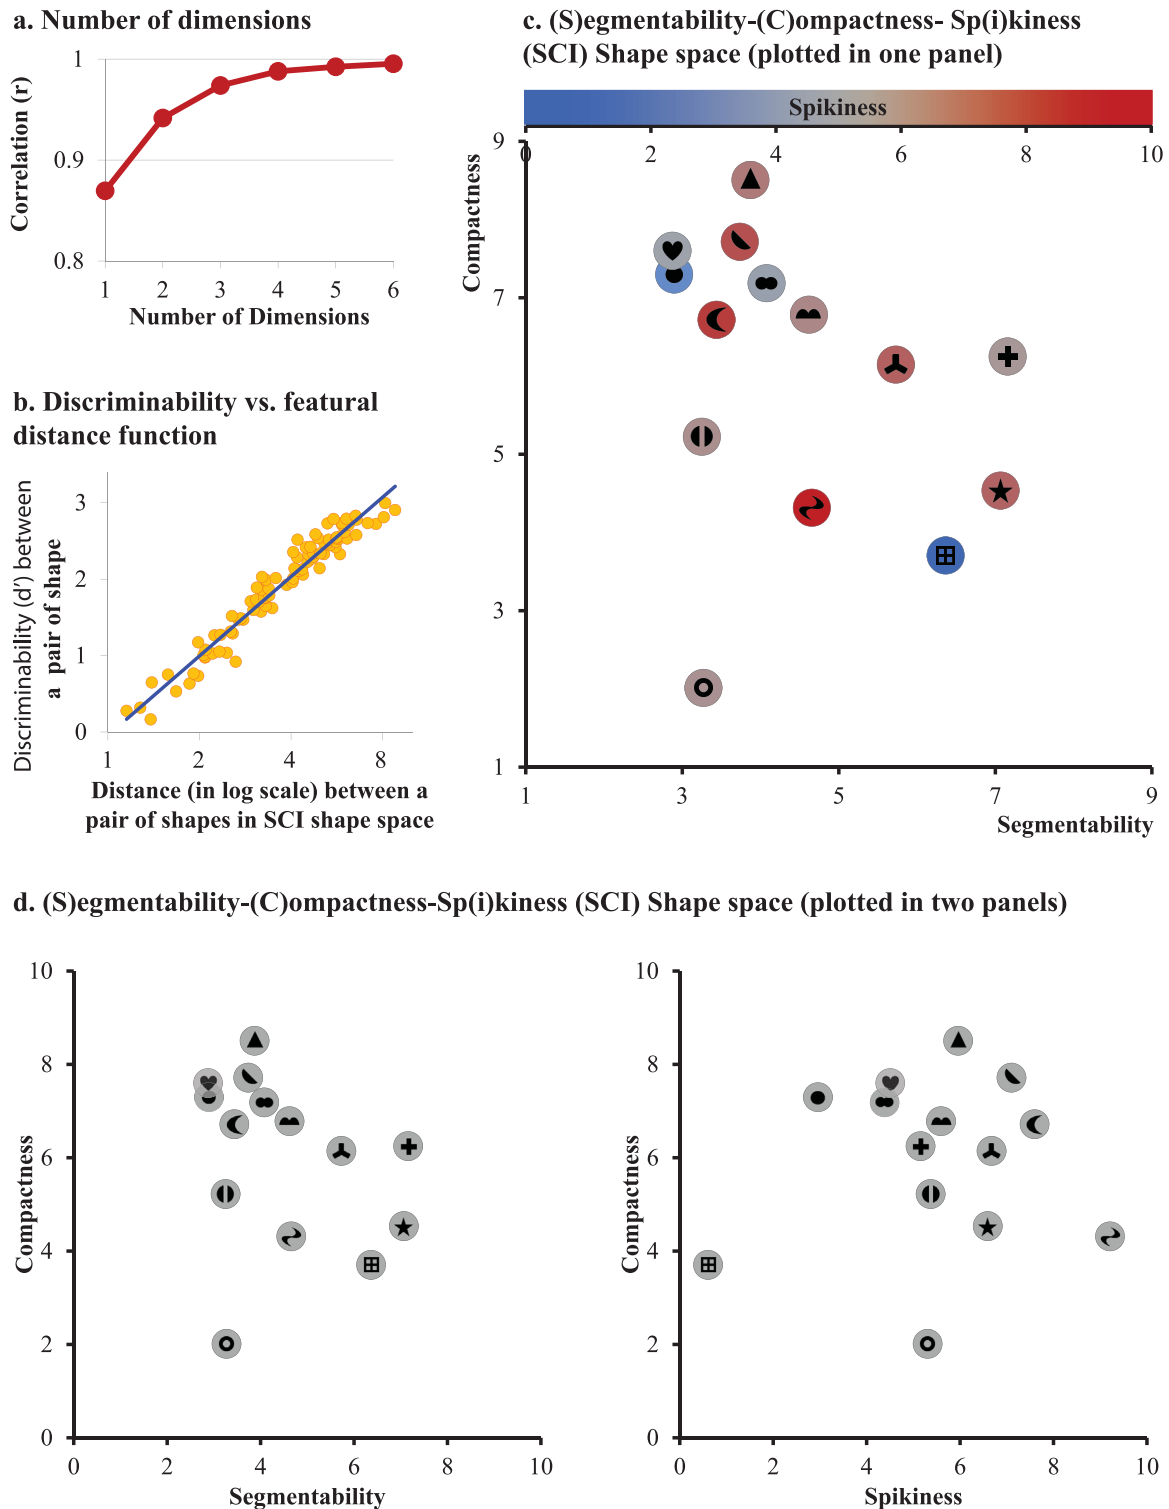 a. Number of dimensions
1
0.9
0.8
Correlation (r)
1 2 3 4 5 6
Number of Dimensions
b. Discriminability vs. featural
distance function
3
2
1
0
Discriminability (d′) between
a pair of shape
1 2 4 8
Distance (in log scale) between a
pair of shapes in SCI shape space
c. (S)egmentability-(C)ompactness- Sp(i)kiness
(SCI) Shape space (plotted in one panel)
Spikiness
0 2 4 6 8 10
9
7
5
3
1
Compactness
1 3 5 7 9
Segmentability
d. (S)egmentability-(C)ompactness-Sp(i)kiness (SCI) Shape space (plotted in two panels)
10
8
6
4
2
0
Compactness
0 2 4 6 8 10
Segmentability
10
8
6
4
2
0
Compactness
0 2 4 6 8 10
Spikiness